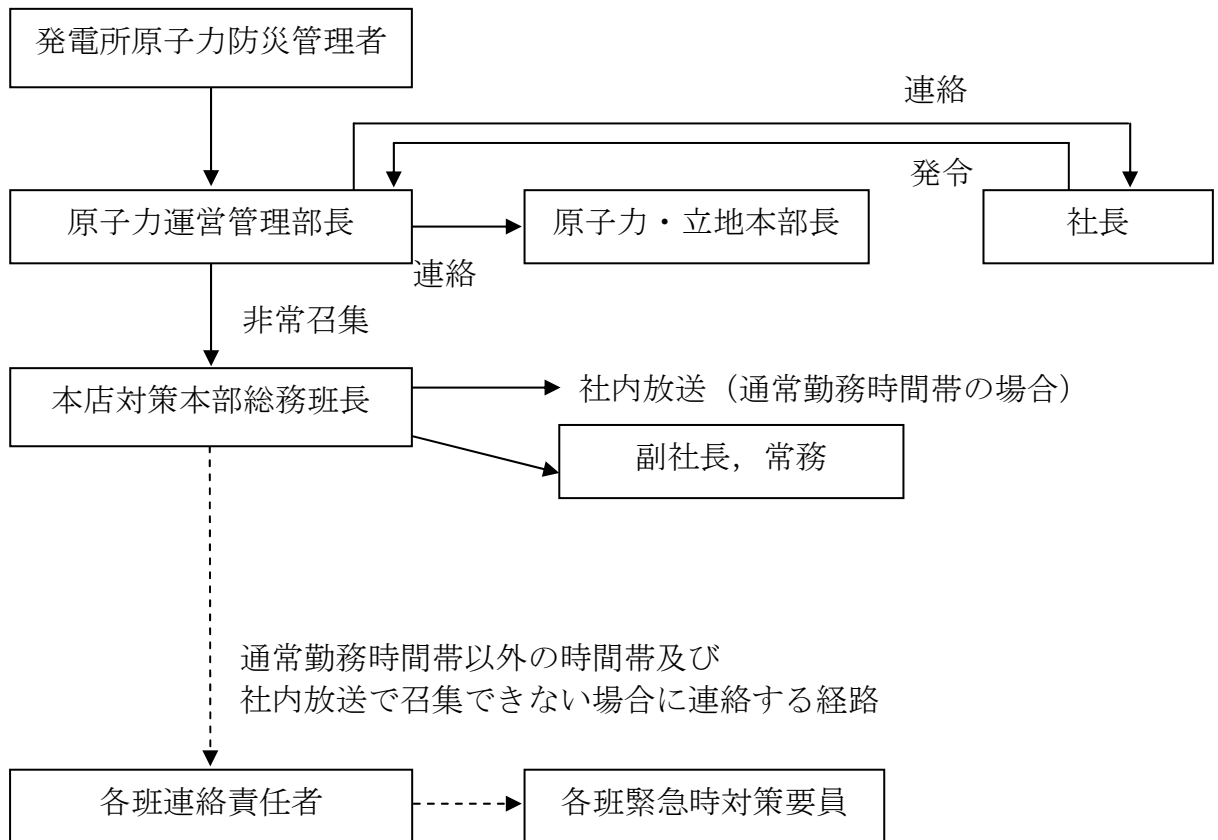 発電所原子力防災管理者
連絡
発令
原子力運営管理部長
原子力・立地本部長
社長
連絡
非常召集
本店対策本部総務班長
社内放送（通常勤務時間帯の場合）
副社長，常務
通常勤務時間帯以外の時間帯及び
社内放送で召集できない場合に連絡する経路
各班連絡責任者
各班緊急時対策要員